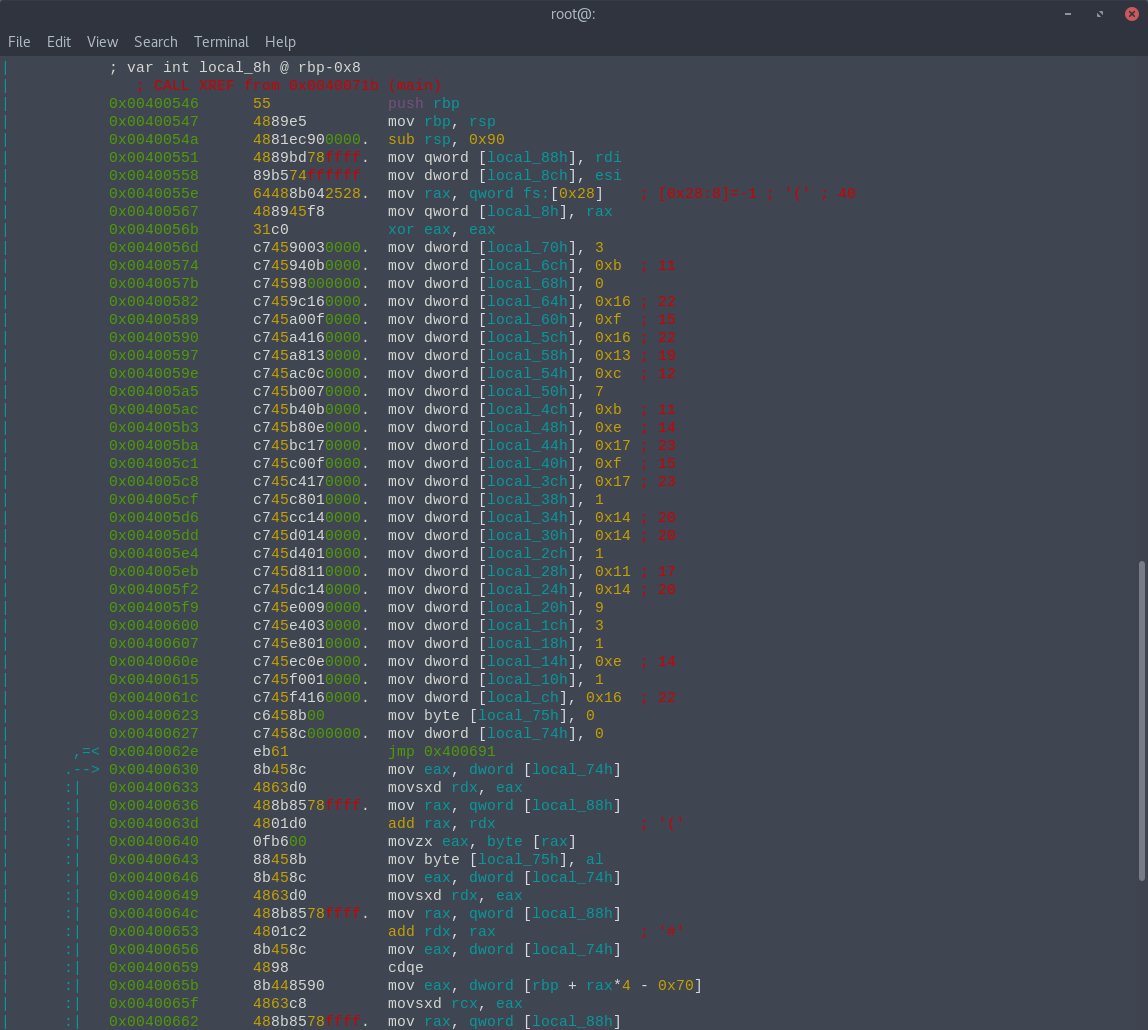 root@:
File Edit View Search Terminal Help
; var int local_8h @ rbp-0x8
; CALL XREF from 0x0040071b (main)
0x00400546 55 push rbp
0x00400547 4889e5 mov rbp, rsp
0x0040054a 4881ec900000. sub rsp, 0x90
0x00400551 4889bd78ffff. mov qword [local_88h], rdi
0x00400558 89b574ffffff mov dword [local_8ch], esi
0x0040055e 64488b042528. mov rax, qword fs:[0x28] ; [0x28:8]=-1 ; '(' ; 40
0x00400567 488945f8 mov qword [local_8h], rax
0x0040056b 31c0 xor eax, eax
0x0040056d c74590030000. mov dword [local_70h], 3
0x00400574 c745940b0000. mov dword [local_6ch], 0xb ; 11
0x0040057b c74598000000. mov dword [local_68h], 0
0x00400582 c7459c160000. mov dword [local_64h], 0x16 ; 22
0x00400589 c745a00f0000. mov dword [local_60h], 0xf ; 15
0x00400590 c745a4160000. mov dword [local_5ch], 0x16 ; 22
0x00400597 c745a8130000. mov dword [local_58h], 0x13 ; 19
0x0040059e c745ac0c0000. mov dword [local_54h], 0xc ; 12
0x004005a5 c745b0070000. mov dword [local_50h], 7
0x004005ac c745b40b0000. mov dword [local_4ch], 0xb ; 11
0x004005b3 c745b80e0000. mov dword [local_48h], 0xe ; 14
0x004005ba c745bc170000. mov dword [local_44h], 0x17 ; 23
0x004005c1 c745c00f0000. mov dword [local_40h], 0xf ; 15
0x004005c8 c745c4170000. mov dword [local_3ch], 0x17 ; 23
0x004005cf c745c8010000. mov dword [local_38h], 1
0x004005d6 c745cc140000. mov dword [local_34h], 0x14 ; 20
0x004005dd c745d0140000. mov dword [local_30h], 0x14 ; 20
0x004005e4 c745d4010000. mov dword [local_2ch], 1
0x004005eb c745d8110000. mov dword [local_28h], 0x11 ; 17
0x004005f2 c745dc140000. mov dword [local_24h], 0x14 ; 20
0x004005f9 c745e0090000. mov dword [local_20h], 9
0x00400600 c745e4030000. mov dword [local_1ch], 3
0x00400607 c745e8010000. mov dword [local_18h], 1
0x0040060e c745ec0e0000. mov dword [local_14h], 0xe ; 14
0x00400615 c745f0010000. mov dword [local_10h], 1
0x0040061c c745f4160000. mov dword [local_ch], 0x16 ; 22
0x00400623 c6458b00 mov byte [local_75h], 0
0x00400627 c7458c000000. mov dword [local_74h], 0
,=< 0x0040062e eb61 jmp 0x400691
.--> 0x00400630 8b458c mov eax, dword [local_74h]
:| 0x00400633 4863d0 movsxd rdx, eax
:| 0x00400636 488b8578ffff. mov rax, qword [local_88h]
:| 0x0040063d 4801d0 add rax, rdx ; '('
:| 0x00400640 0fb600 movzx eax, byte [rax]
:| 0x00400643 88458b mov byte [local_75h], al
:| 0x00400646 8b458c mov eax, dword [local_74h]
:| 0x00400649 4863d0 movsxd rdx, eax
:| 0x0040064c 488b8578ffff. mov rax, qword [local_88h]
:| 0x00400653 4801c2 add rdx, rax ; '#'
:| 0x00400656 8b458c mov eax, dword [local_74h]
:| 0x00400659 4898 cdqe
:| 0x0040065b 8b448590 mov eax, dword [rbp + rax*4 - 0x70]
:| 0x0040065f 4863c8 movsxd rcx, eax
:| 0x00400662 488b8578ffff. mov rax, qword [local_88h]